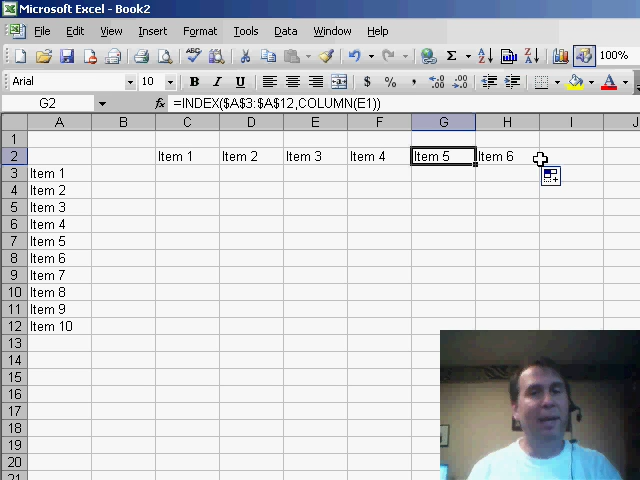 Microsoft Excel - Book2
File Edit View Insert Format Tools Data Window Help
100%
Arial 10 B I U $ % ,
G2 fx =INDEX($A$3:$A$12,COLUMN(E1))
A B C D E F G H I J
1
2 Item 1 Item 2 Item 3 Item 4 Item 5 Item 6
3 Item 1
4 Item 2
5 Item 3
6 Item 4
7 Item 5
8 Item 6
9 Item 7
10 Item 8
11 Item 9
12 Item 10
13
14
15
16
17
18
19
20
21